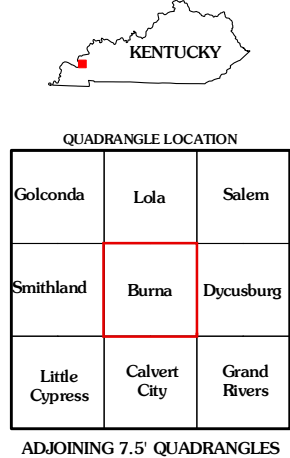 KENTUCKY
QUADRANGLE LOCATION
Golconda
Lola
Salem
Smithland
Burna
Dycusburg
Little
Cypress
Calvert
City
Grand
Rivers
ADJOINING 7.5' QUADRANGLES